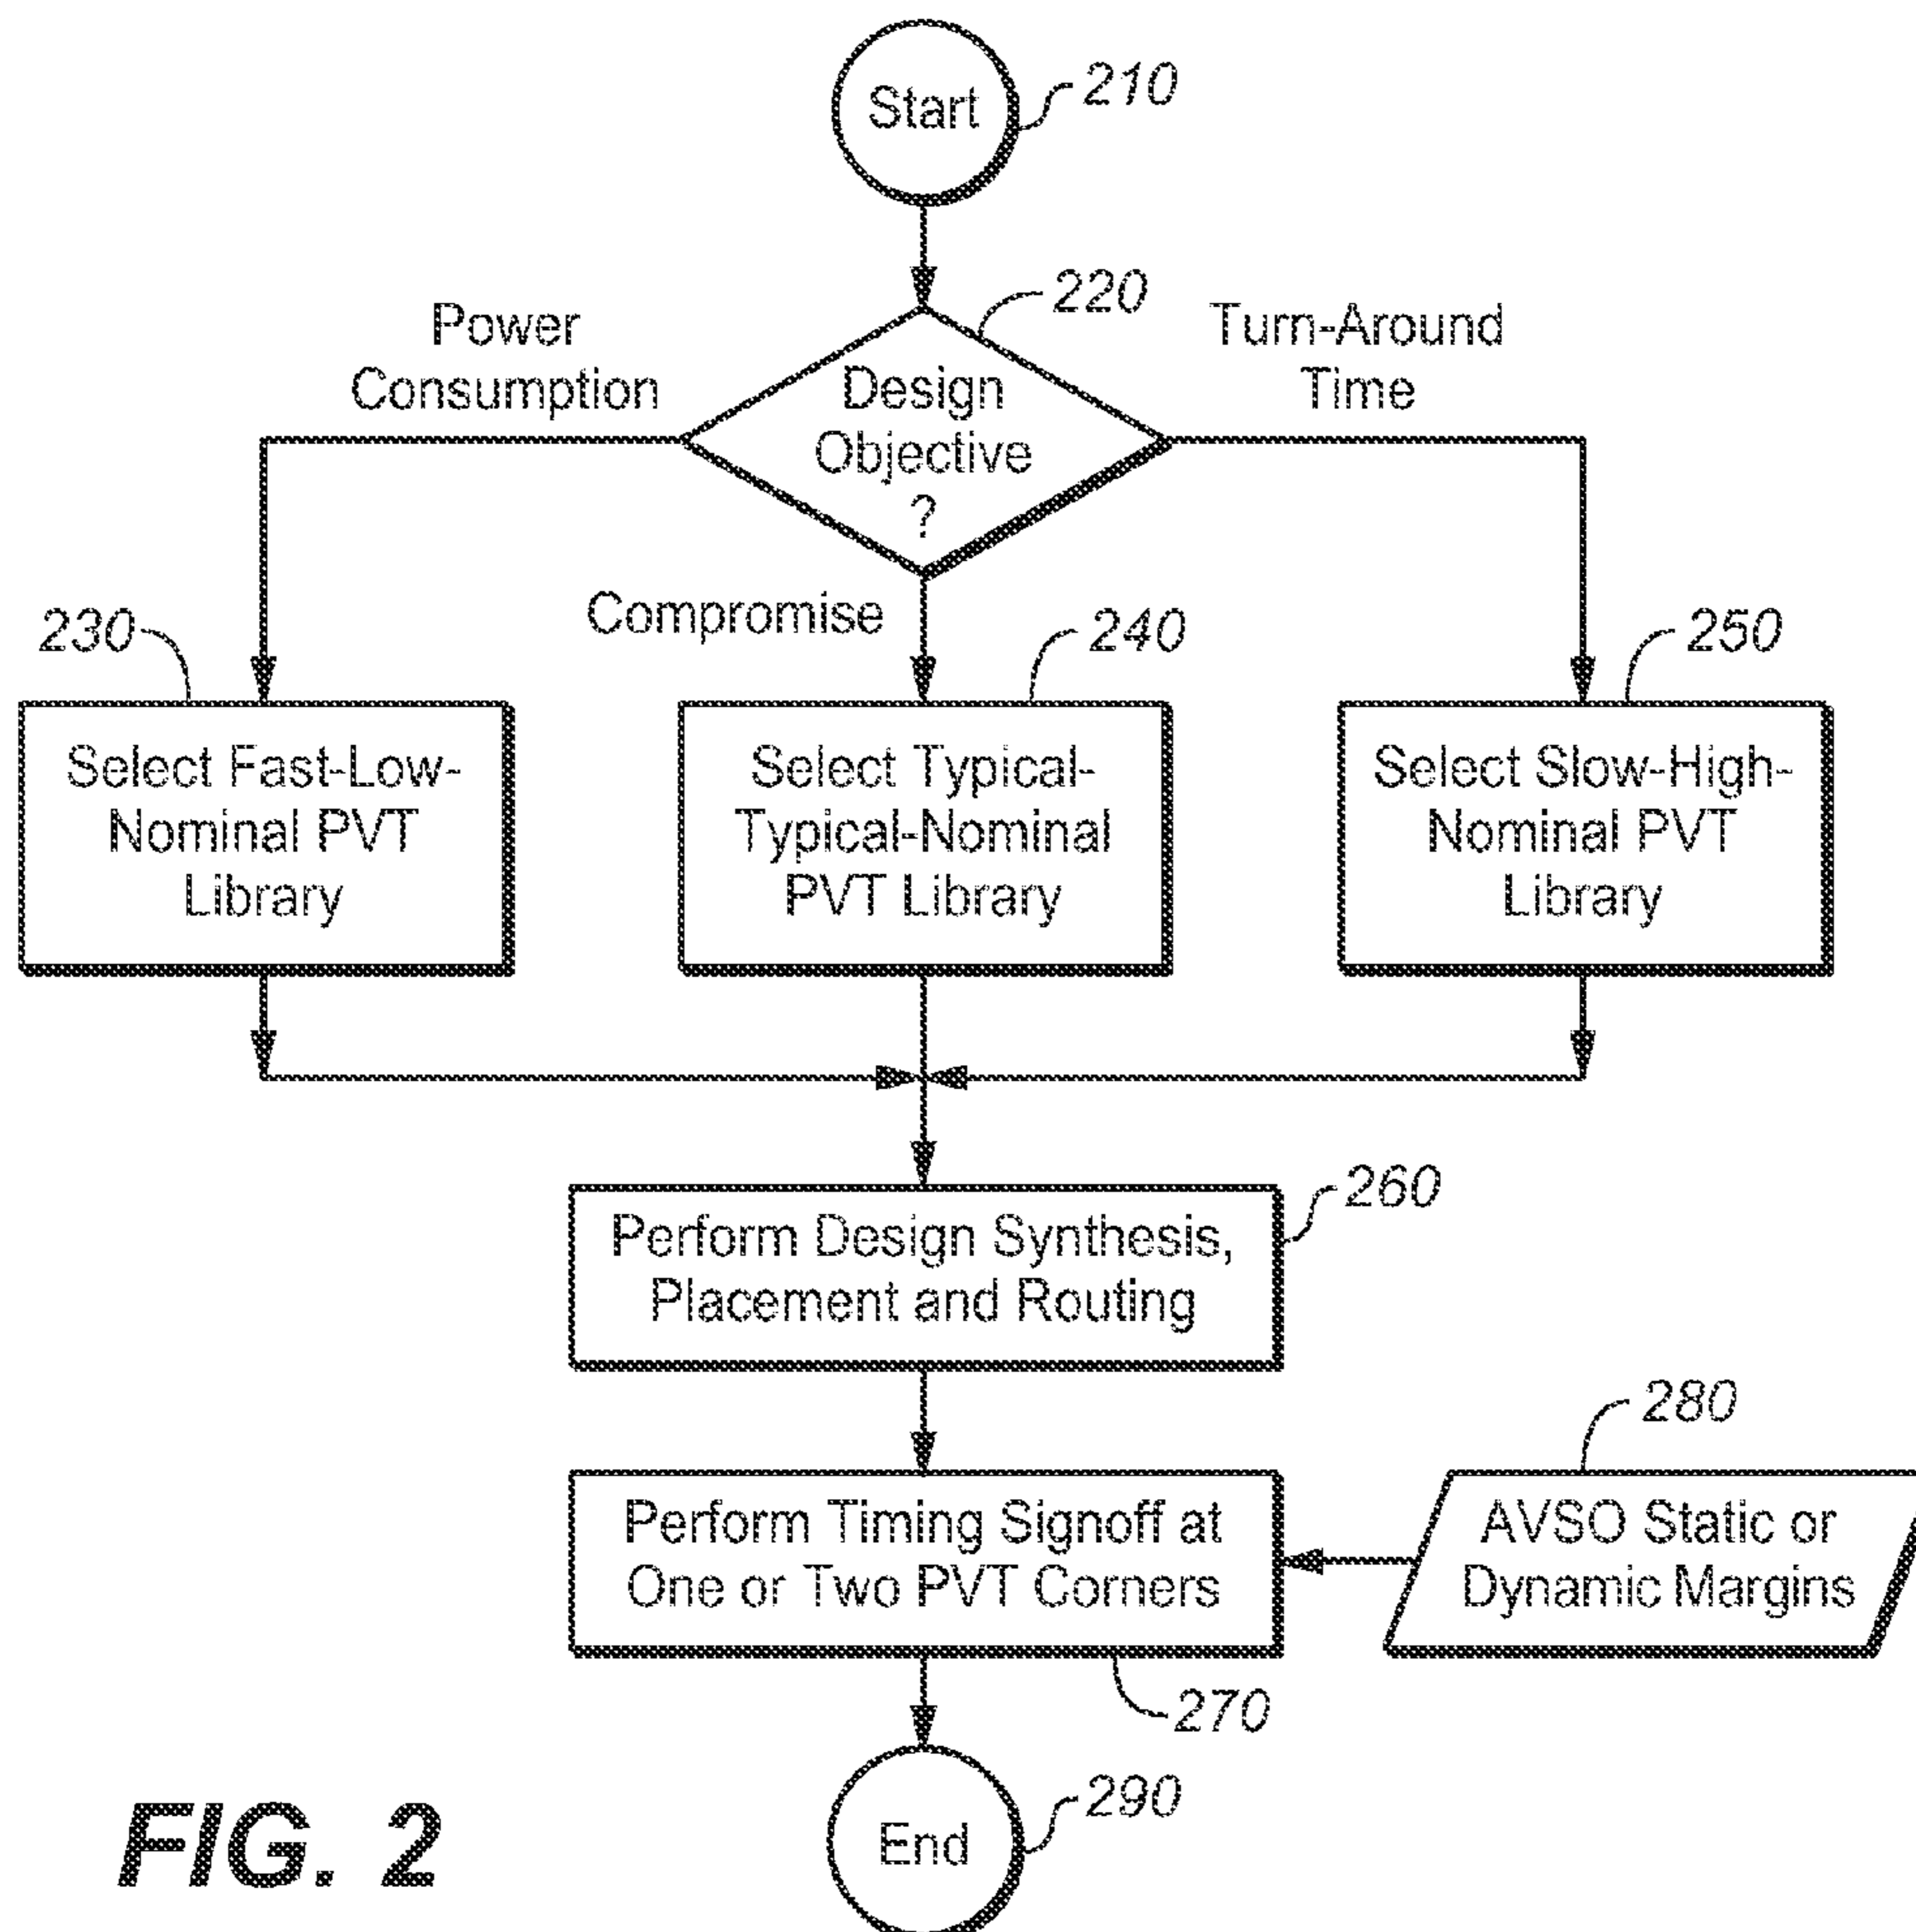 Start
210
220
Power
Consumption
Turn-Around
Time
Design
Objective
?
Compromise
230
240
250
Select Fast-Low-
Nominal PVT
Library
Select Typical-
Typical-Nominal
PVT Library
Select Slow-High-
Nominal PVT
Library
260
Perform Design Synthesis,
Placement and Routing
280
Perform Timing Signoff at
One or Two PVT Corners
AVSO Static or
Dynamic Margins
270
290
End
FIG. 2